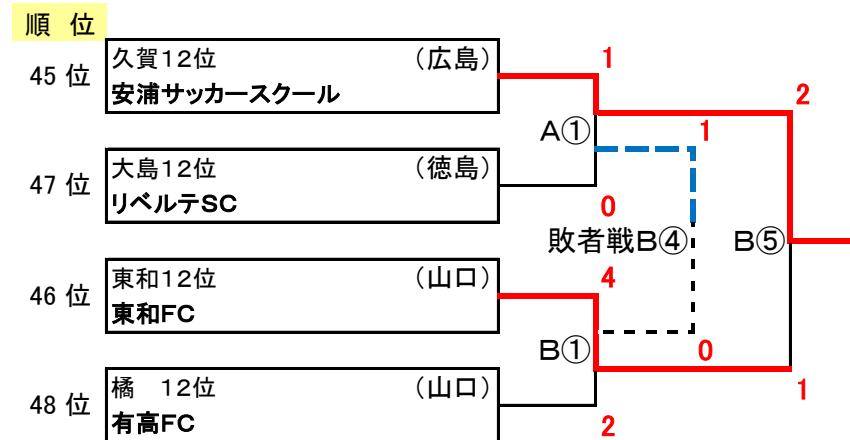 順 位
45 位
久賀12位 (広島)
安浦サッカースクール
1
2
A①
1
47 位
大島12位 (徳島)
リベルテSC
0
敗者戦B④
B⑤
46 位
東和12位 (山口)
東和FC
4
B①
0
1
48 位
橘 12位 (山口)
有高FC
2